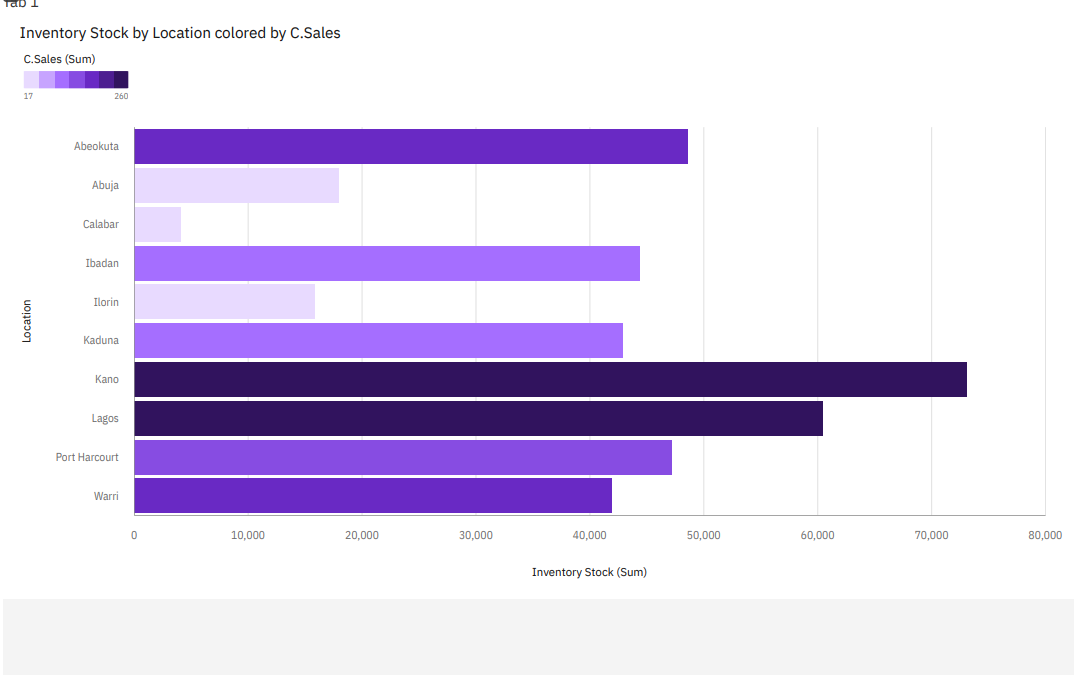 Tab 1
Inventory Stock by Location colored by C.Sales
C.Sales (Sum)
17 260
Abeokuta
Abuja
Calabar
Ibadan
Ilorin
Kaduna
Kano
Lagos
Port Harcourt
Warri
Location
0 10,000 20,000 30,000 40,000 50,000 60,000 70,000 80,000
Inventory Stock (Sum)